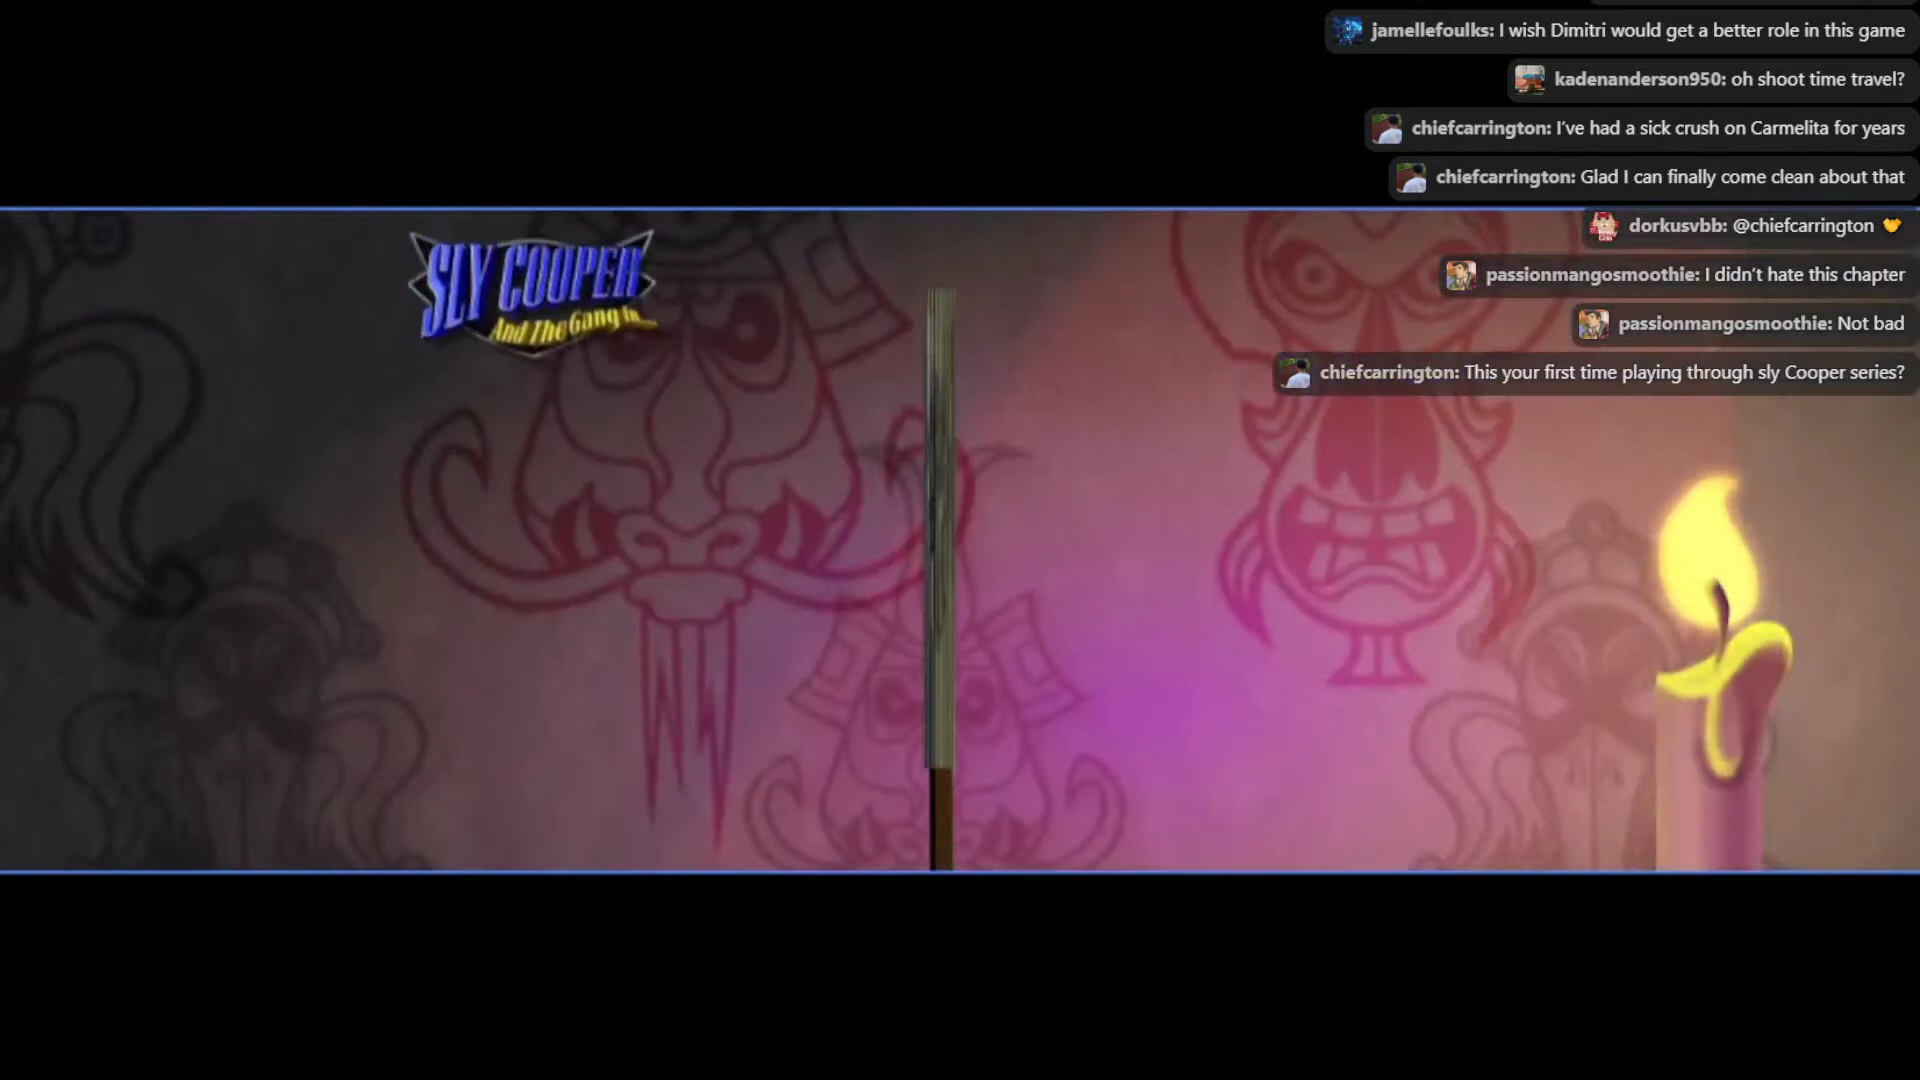 jamellefoulks: I wish Dimitri would get a better role in this game
kadenanderson950: oh shoot time travel?
chiefcarrington: I’ve had a sick crush on Carmelita for years
chiefcarrington: Glad I can finally come clean about that
dorkusvbb: @chiefcarrington
passionmangosmoothie: I didn’t hate this chapter
passionmangosmoothie: Not bad
chiefcarrington: This your first time playing through sly Cooper series?
SLY COOPER
And The Gang in...